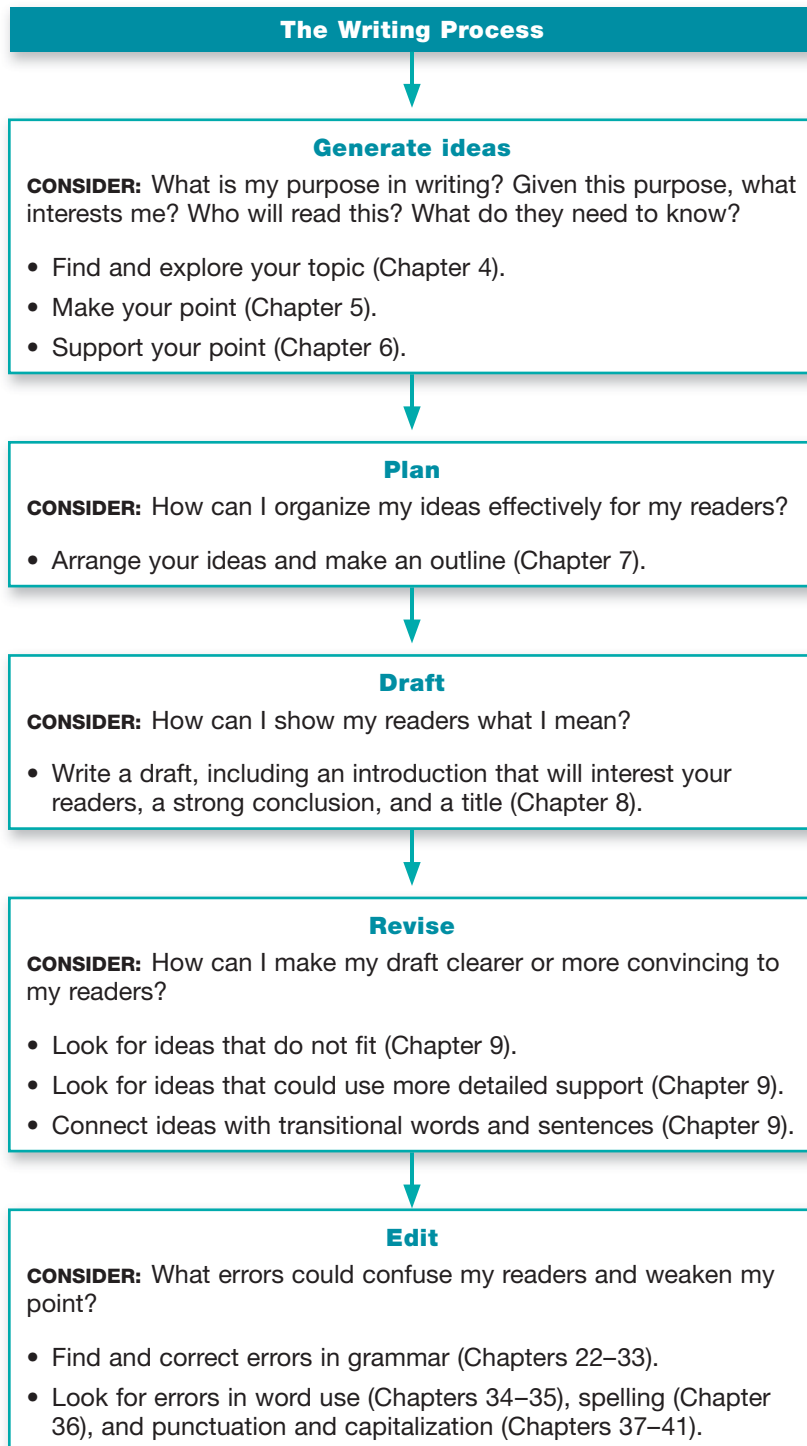 The Writing Process
Generate ideas
CONSIDER: What is my purpose in writing? Given this purpose, what
interests me? Who will read this? What do they need to know?
• Find and explore your topic (Chapter 4).
• Make your point (Chapter 5).
• Support your point (Chapter 6).
Plan
CONSIDER: How can I organize my ideas effectively for my readers?
• Arrange your ideas and make an outline (Chapter 7).
Draft
CONSIDER: How can I show my readers what I mean?
• Write a draft, including an introduction that will interest your
readers, a strong conclusion, and a title (Chapter 8).
Revise
CONSIDER: How can I make my draft clearer or more convincing to
my readers?
• Look for ideas that do not fit (Chapter 9).
• Look for ideas that could use more detailed support (Chapter 9).
• Connect ideas with transitional words and sentences (Chapter 9).
Edit
CONSIDER: What errors could confuse my readers and weaken my
point?
• Find and correct errors in grammar (Chapters 22–33).
• Look for errors in word use (Chapters 34–35), spelling (Chapter
36), and punctuation and capitalization (Chapters 37–41).